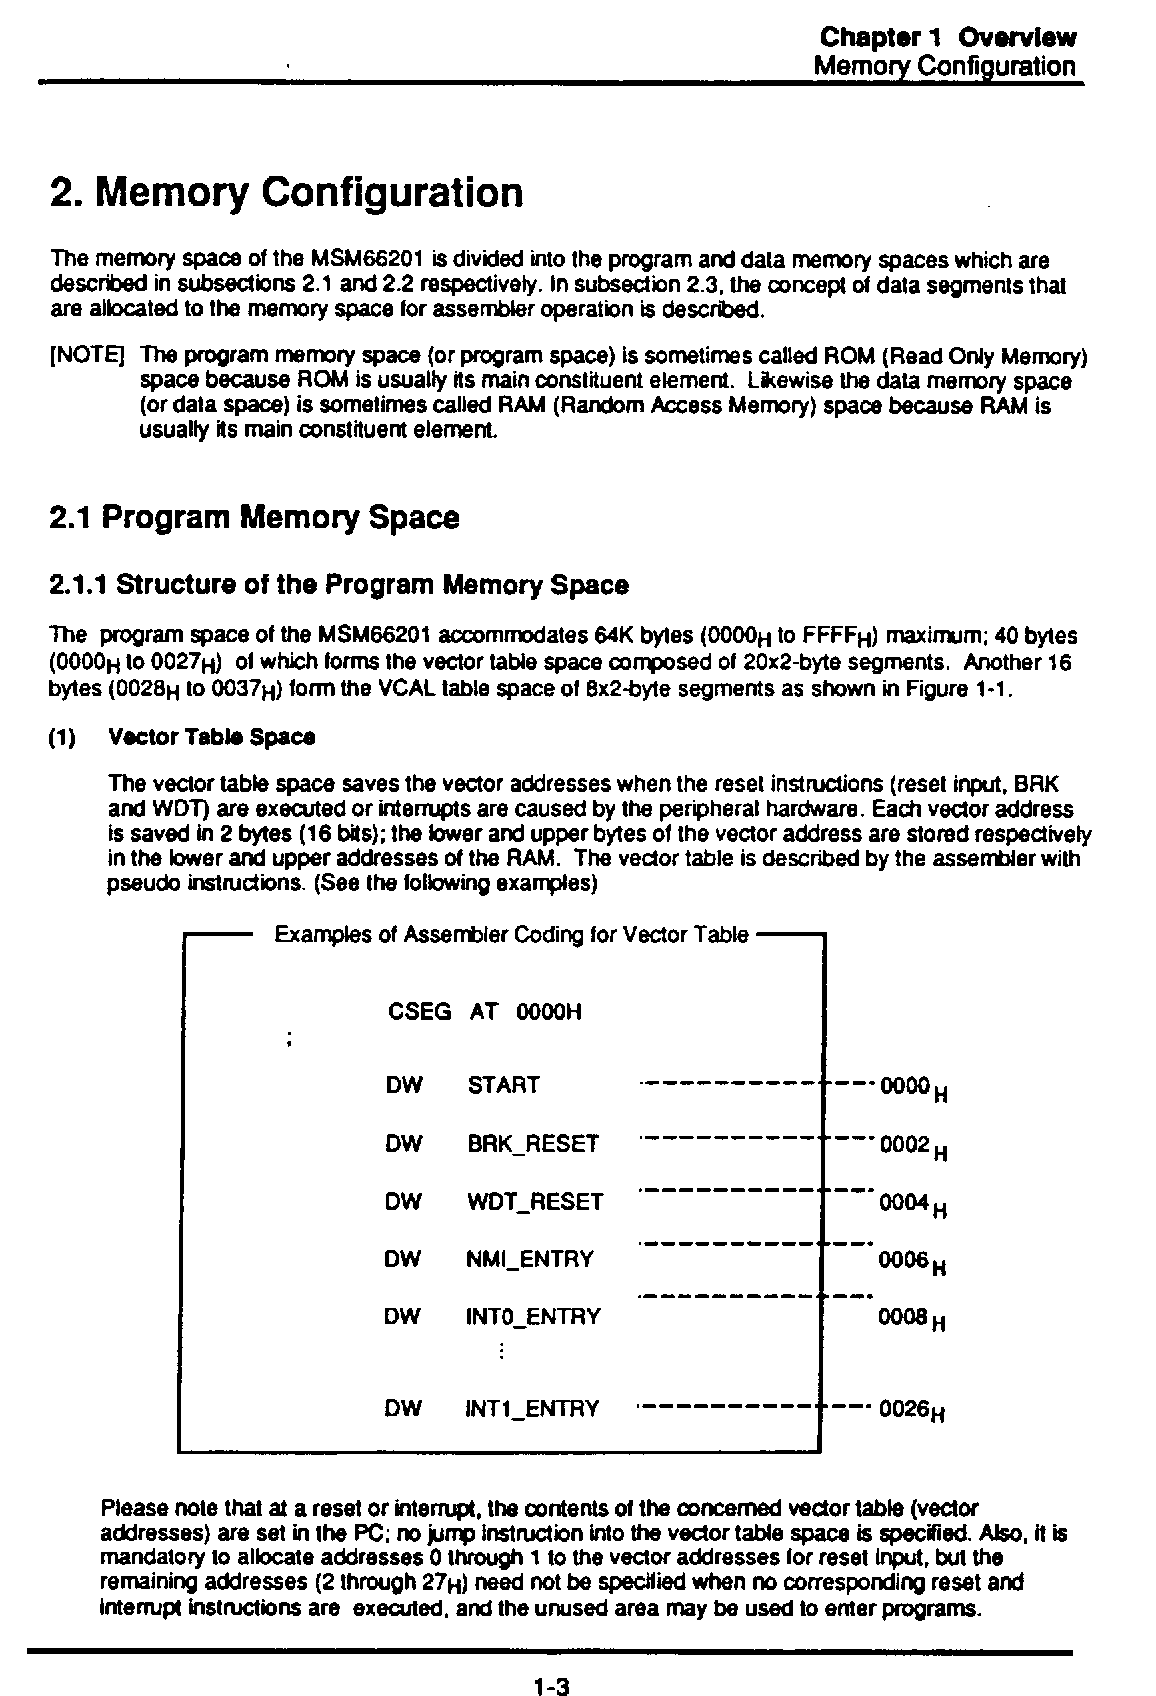 Chapter 1 Overview
Memory Configuration
2. Memory Configuration
The memory space of the MSM66201 is divided into the program and data memory spaces which are
described in subsections 2.1 and 2.2 respectively. In subsection 2.3, the concept of data segments that
are allocated to the memory space for assembler operation is described.
[NOTE] The program memory space (or program space) is sometimes called ROM (Read Only Memory)
space because ROM is usually its main constituent element. Likewise the data memory space
(or data space) is sometimes called RAM (Random Access Memory) space because RAM is
usually its main constituent element.
2.1 Program Memory Space
2.1.1 Structure of the Program Memory Space
The program space of the MSM66201 accommodates 64K bytes (0000H to FFFFH) maximum; 40 bytes
(0000H to 0027H) of which forms the vector table space composed of 20x2-byte segments. Another 16
bytes (0028H to 0037H) form the VCAL table space of 8x2-byte segments as shown in Figure 1-1.
(1) Vector Table Space
The vector table space saves the vector addresses when the reset instructions (reset input, BRK
and WDT) are executed or interrupts are caused by the peripheral hardware. Each vector address
is saved in 2 bytes (16 bits); the lower and upper bytes of the vector address are stored respectively
in the lower and upper addresses of the RAM. The vector table is described by the assembler with
pseudo instructions. (See the following examples)
Examples of Assembler Coding for Vector Table
CSEG AT 0000H
;
DW START 0000H
DW BRK_RESET 0002H
DW WDT_RESET 0004H
DW NMI_ENTRY 0006H
DW INT0_ENTRY 0008H
⋮
DW INT1_ENTRY 0026H
Please note that at a reset or interrupt, the contents of the concerned vector table (vector
addresses) are set in the PC; no jump instruction into the vector table space is specified. Also, it is
mandatory to allocate addresses 0 through 1 to the vector addresses for reset input, but the
remaining addresses (2 through 27H) need not be specified when no corresponding reset and
interrupt instructions are executed, and the unused area may be used to enter programs.
1-3